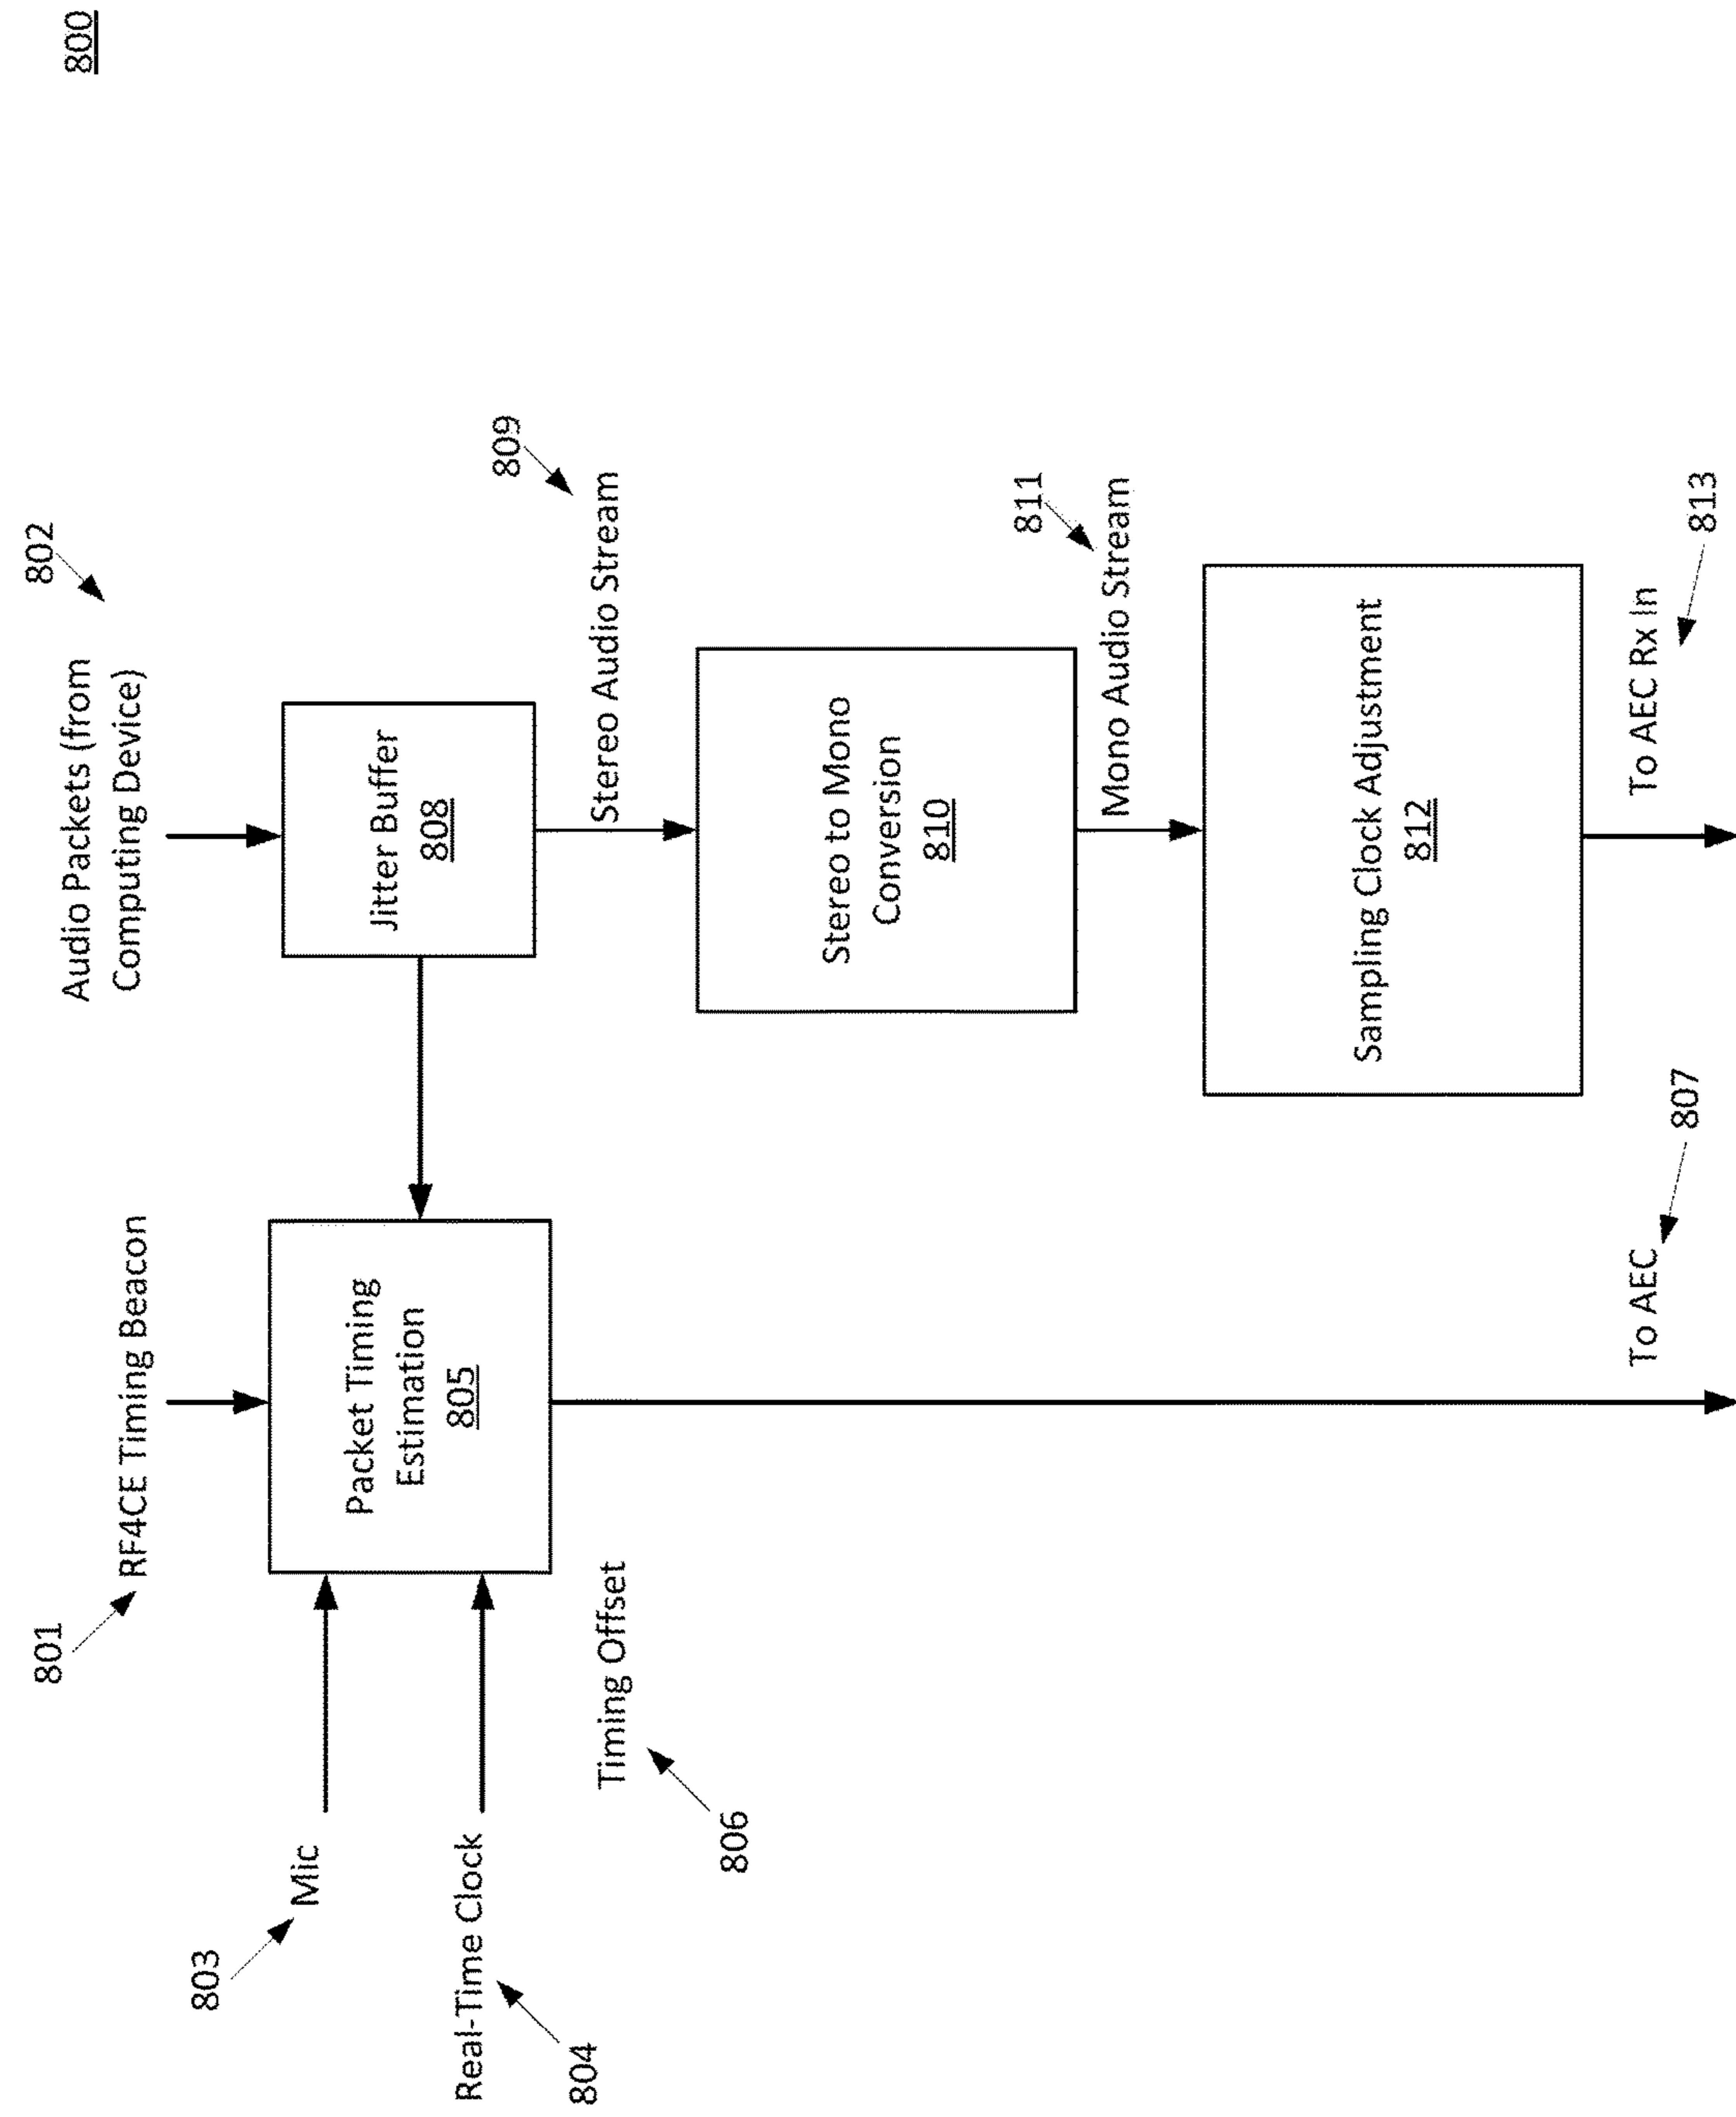 800
802
Audio Packets (from
Computing Device)
801
RF4CE Timing Beacon
803
Mic
804
Real-Time Clock
Packet Timing
Estimation
805
Jitter Buffer
808
809
Stereo Audio Stream
806
Timing Offset
Stereo to Mono
Conversion
810
811
Mono Audio Stream
Sampling Clock Adjustment
812
To AEC
807
To AEC Rx In
813